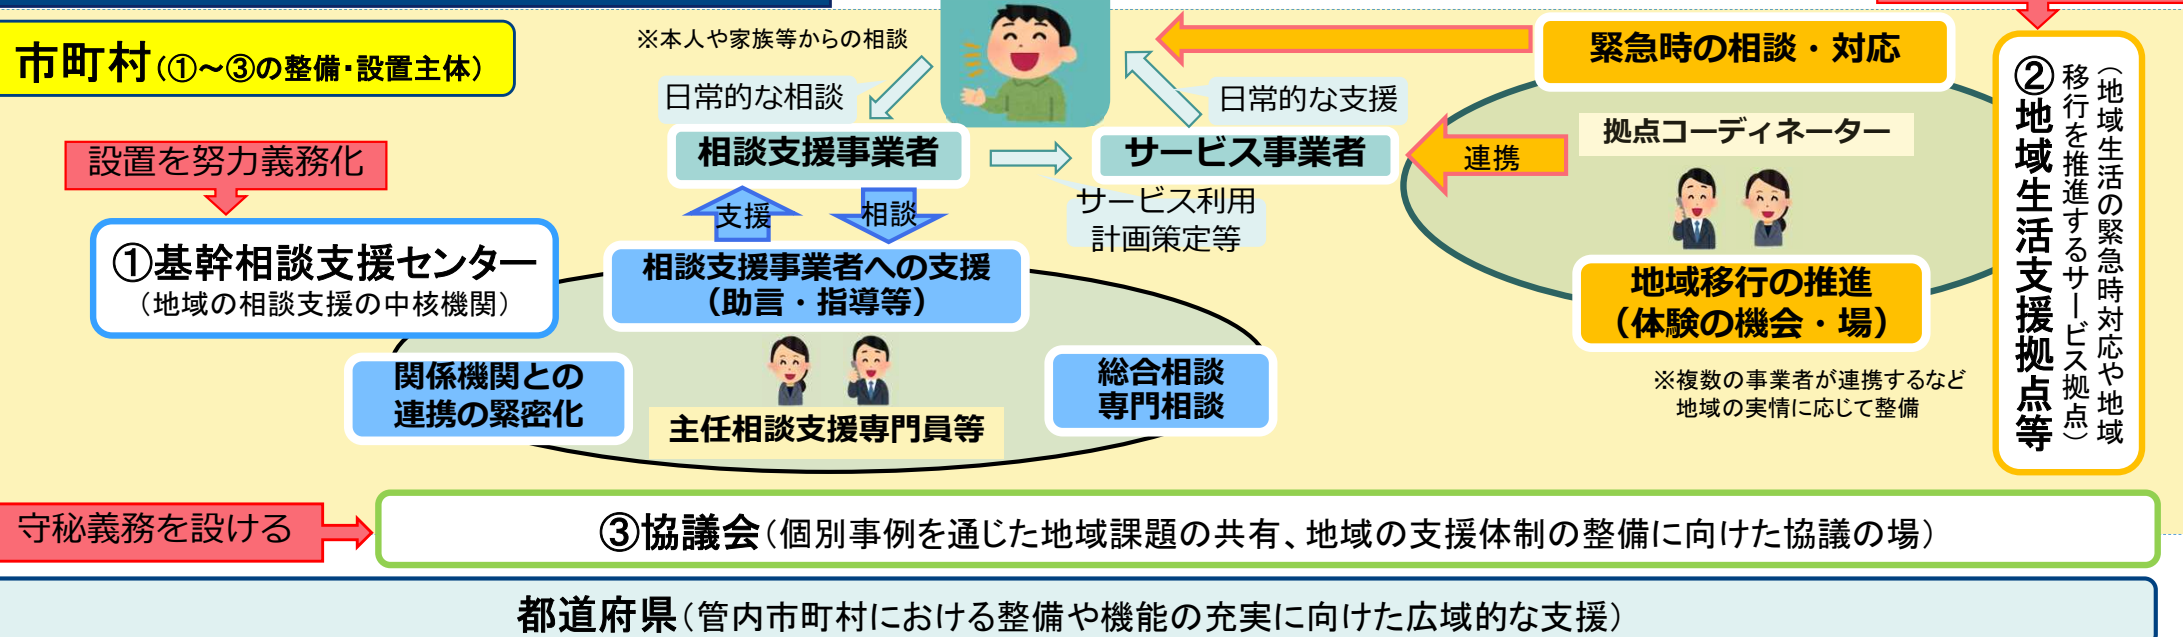 市町村(①～③の整備・設置主体)
※本人や家族等からの相談
日常的な相談
日常的な支援
緊急時の相談・対応
拠点コーディネーター
連携
相談支援事業者
サービス事業者
サービス利用
計画策定等
支援
相談
設置を努力義務化
①基幹相談支援センター
(地域の相談支援の中核機関)
相談支援事業者への支援
(助言・指導等)
関係機関との
連携の緊密化
主任相談支援専門員等
総合相談
専門相談
地域移行の推進
(体験の機会・場)
※複数の事業者が連携するなど
地域の実情に応じて整備
②地域生活支援拠点等
(地域生活の緊急時対応や地域
移行を推進するサービス拠点)
守秘義務を設ける
③協議会(個別事例を通じた地域課題の共有、地域の支援体制の整備に向けた協議の場)
都道府県(管内市町村における整備や機能の充実に向けた広域的な支援)